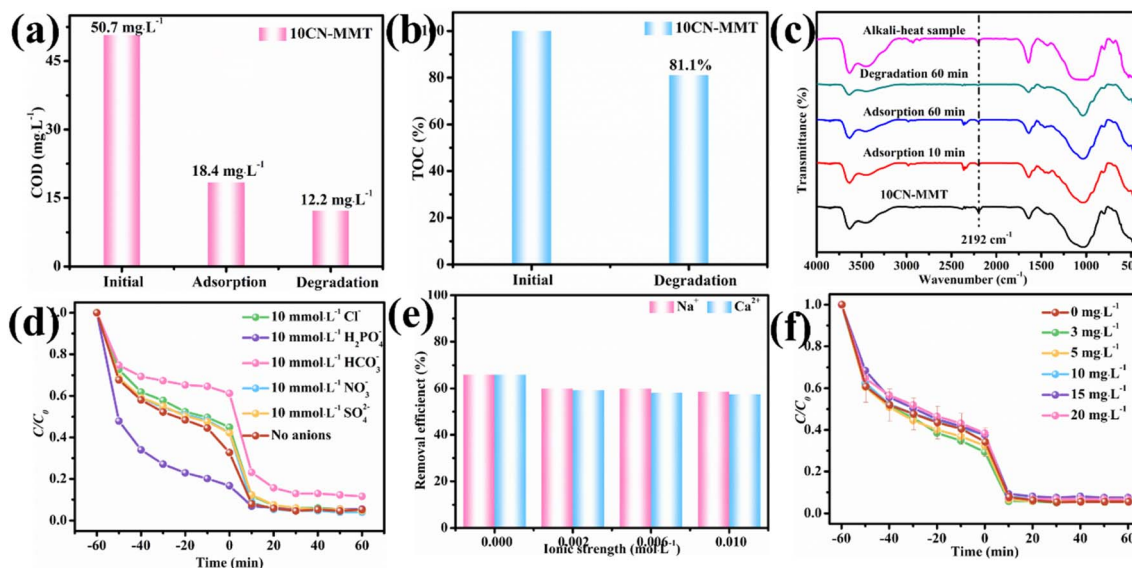 (a)
50.7 mg·L⁻¹
10CN-MMT
45
30
15
0
COD (mg·L⁻¹)
18.4 mg·L⁻¹
12.2 mg·L⁻¹
Initial
Adsorption
Degradation
(b)
100
80
60
40
20
0
TOC (%)
10CN-MMT
81.1%
Initial
Degradation
(c)
Transmittance (%)
Alkali-heat sample
Degradation 60 min
Adsorption 60 min
Adsorption 10 min
10CN-MMT
2192 cm⁻¹
4000 3500 3000 2500 2000 1500 1000 500
Wavenumber (cm⁻¹)
(d)
1.0
0.8
0.6
0.4
0.2
0.0
C/C₀
10 mmol·L⁻¹ Cl⁻
10 mmol·L⁻¹ H₂PO₄⁻
10 mmol·L⁻¹ HCO₃⁻
10 mmol·L⁻¹ NO₃⁻
10 mmol·L⁻¹ SO₄²⁻
No anions
-60 -40 -20 0 20 40 60
Time (min)
(e)
100
80
60
40
20
0
Removal efficient (%)
Na⁺
Ca²⁺
0.000 0.002 0.006 0.010
Ionic strength (mol·L⁻¹)
(f)
1.0
0.8
0.6
0.4
0.2
0.0
C/C₀
0 mg·L⁻¹
3 mg·L⁻¹
5 mg·L⁻¹
10 mg·L⁻¹
15 mg·L⁻¹
20 mg·L⁻¹
-60 -40 -20 0 20 40 60
Time (min)